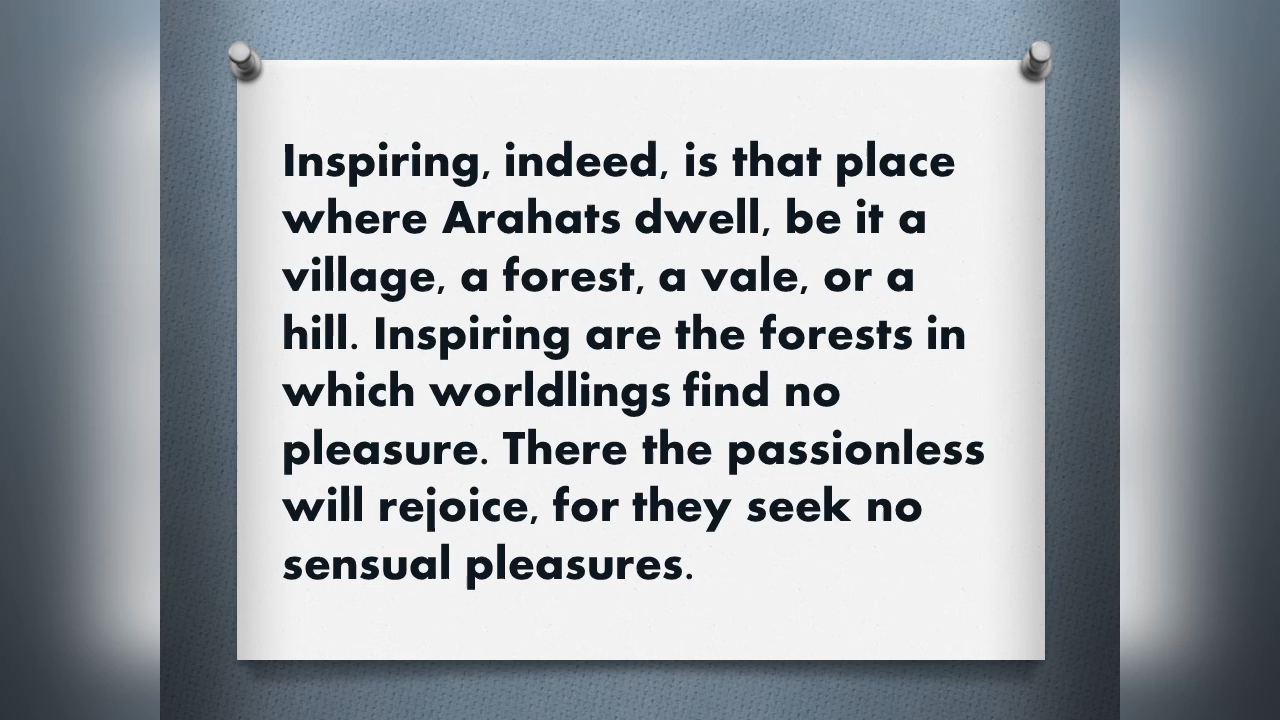 Inspiring, indeed, is that place
where Arahats dwell, be it a
village, a forest, a vale, or a
hill. Inspiring are the forests in
which worldlings find no
pleasure. There the passionless
will rejoice, for they seek no
sensual pleasures.